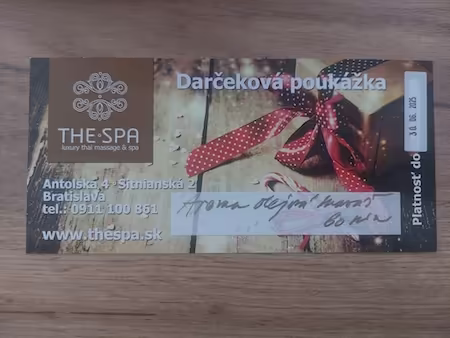 Darčeková poukážka
THE SPA
luxury thai massage & spa
Antolská 4 Sitnianská 2
Bratislava
tel.: 0911 100 861
www.thespa.sk
Aroma olejová masáž
60 min
Platnosť do
30. 06. 2025